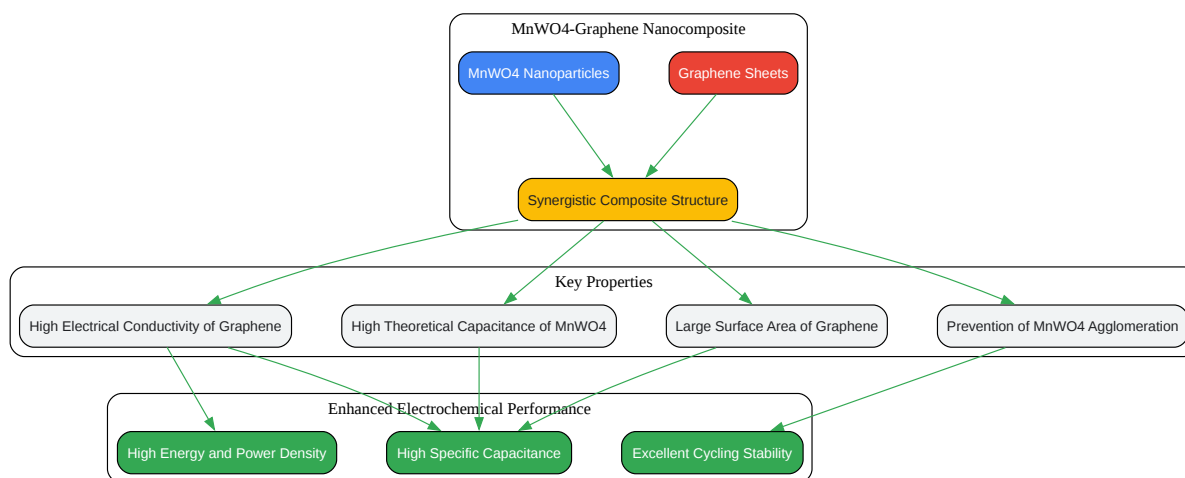 MnWO4-Graphene Nanocomposite
MnWO4 Nanoparticles
Graphene Sheets
Synergistic Composite Structure
Key Properties
High Electrical Conductivity of Graphene
High Theoretical Capacitance of MnWO4
Large Surface Area of Graphene
Prevention of MnWO4 Agglomeration
Enhanced Electrochemical Performance
High Energy and Power Density
High Specific Capacitance
Excellent Cycling Stability